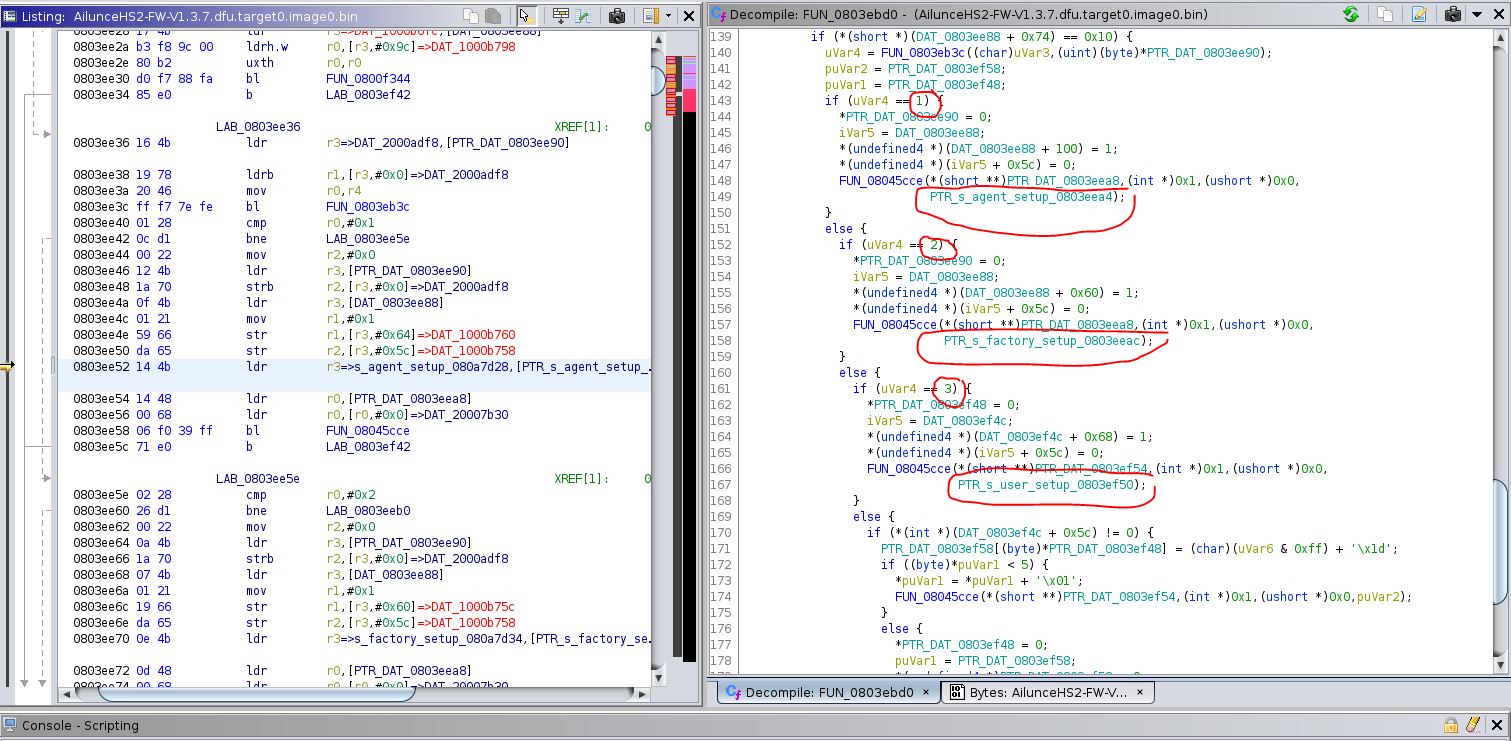 Listing: AilunceHS2-FW-V1.3.7.dfu.target0.image0.bin
0803ee2a b3 f8 9c 00 ldrh.w r0,[r3,#0x9c]=>DAT_1000b798
0803ee2e 80 b2 uxth r0,r0
0803ee30 d0 f7 88 fa bl FUN_0800f344
0803ee34 85 e0 b LAB_0803ef42
LAB_0803ee36 XREF[1]: 0
0803ee36 16 4b ldr r3=>DAT_2000adf8,[PTR_DAT_0803ee90]
0803ee38 19 78 ldrb r1,[r3,#0x0]=>DAT_2000adf8
0803ee3a 20 46 mov r0,r4
0803ee3c ff f7 7e fe bl FUN_0803eb3c
0803ee40 01 28 cmp r0,#0x1
0803ee42 0c d1 bne LAB_0803ee5e
0803ee44 00 22 mov r2,#0x0
0803ee46 12 4b ldr r3,[PTR_DAT_0803ee90]
0803ee48 1a 70 strb r2,[r3,#0x0]=>DAT_2000adf8
0803ee4a 0f 4b ldr r3,[DAT_0803ee88]
0803ee4c 01 21 mov r1,#0x1
0803ee4e 59 66 str r1,[r3,#0x64]=>DAT_1000b760
0803ee50 da 65 str r2,[r3,#0x5c]=>DAT_1000b758
0803ee52 14 4b ldr r3=>s_agent_setup_080a7d28,[PTR_s_agent_setup_.
0803ee54 14 48 ldr r0,[PTR_DAT_0803eea8]
0803ee56 00 68 ldr r0,[r0,#0x0]=>DAT_20007b30
0803ee58 06 f0 39 ff bl FUN_08045cce
0803ee5c 71 e0 b LAB_0803ef42
LAB_0803ee5e XREF[1]: 0
0803ee5e 02 28 cmp r0,#0x2
0803ee60 26 d1 bne LAB_0803eeb0
0803ee62 00 22 mov r2,#0x0
0803ee64 0a 4b ldr r3,[PTR_DAT_0803ee90]
0803ee66 1a 70 strb r2,[r3,#0x0]=>DAT_2000adf8
0803ee68 07 4b ldr r3,[DAT_0803ee88]
0803ee6a 01 21 mov r1,#0x1
0803ee6c 19 66 str r1,[r3,#0x60]=>DAT_1000b75c
0803ee6e da 65 str r2,[r3,#0x5c]=>DAT_1000b758
0803ee70 0e 4b ldr r3=>s_factory_setup_080a7d34,[PTR_s_factory_se.
0803ee72 0d 48 ldr r0,[PTR_DAT_0803eea8]
Decompile: FUN_0803ebd0 - (AilunceHS2-FW-V1.3.7.dfu.target0.image0.bin)
139 if (*(short *)(DAT_0803ee88 + 0x74) == 0x10) {
140 uVar4 = FUN_0803eb3c((char)uVar3,(uint)(byte)*PTR_DAT_0803ee90);
141 puVar2 = PTR_DAT_0803ef58;
142 puVar1 = PTR_DAT_0803ef48;
143 if (uVar4 == 1) {
144 *PTR_DAT_0803ee90 = 0;
145 iVar5 = DAT_0803ee88;
146 *(undefined4 *)(DAT_0803ee88 + 100) = 1;
147 *(undefined4 *)(iVar5 + 0x5c) = 0;
148 FUN_08045cce(*(short **)PTR_DAT_0803eea8,(int *)0x1,(ushort *)0x0,
149 PTR_s_agent_setup_0803eea4);
150 }
151 else {
152 if (uVar4 == 2) {
153 *PTR_DAT_0803ee90 = 0;
154 iVar5 = DAT_0803ee88;
155 *(undefined4 *)(DAT_0803ee88 + 0x60) = 1;
156 *(undefined4 *)(iVar5 + 0x5c) = 0;
157 FUN_08045cce(*(short **)PTR_DAT_0803eea8,(int *)0x1,(ushort *)0x0,
158 PTR_s_factory_setup_0803eeac);
159 }
160 else {
161 if (uVar4 == 3) {
162 *PTR_DAT_0803ef48 = 0;
163 iVar5 = DAT_0803ef4c;
164 *(undefined4 *)(DAT_0803ef4c + 0x68) = 1;
165 *(undefined4 *)(iVar5 + 0x5c) = 0;
166 FUN_08045cce(*(short **)PTR_DAT_0803ef54,(int *)0x1,(ushort *)0x0,
167 PTR_s_user_setup_0803ef50);
168 }
169 else {
170 if (*(int *)(DAT_0803ef4c + 0x5c) != 0) {
171 PTR_DAT_0803ef58[(byte)*PTR_DAT_0803ef48] = (char)(uVar6 & 0xff) + '\x1d';
172 if ((byte)*puVar1 < 5) {
173 *puVar1 = *puVar1 + '\x01';
174 FUN_08045cce(*(short **)PTR_DAT_0803ef54,(int *)0x1,(ushort *)0x0,puVar2);
175 }
176 else {
177 *PTR_DAT_0803ef48 = 0;
178 puVar1 = PTR_DAT_0803ef58;
Decompile: FUN_0803ebd0 ×
Bytes: AilunceHS2-FW-V... ×
Console - Scripting